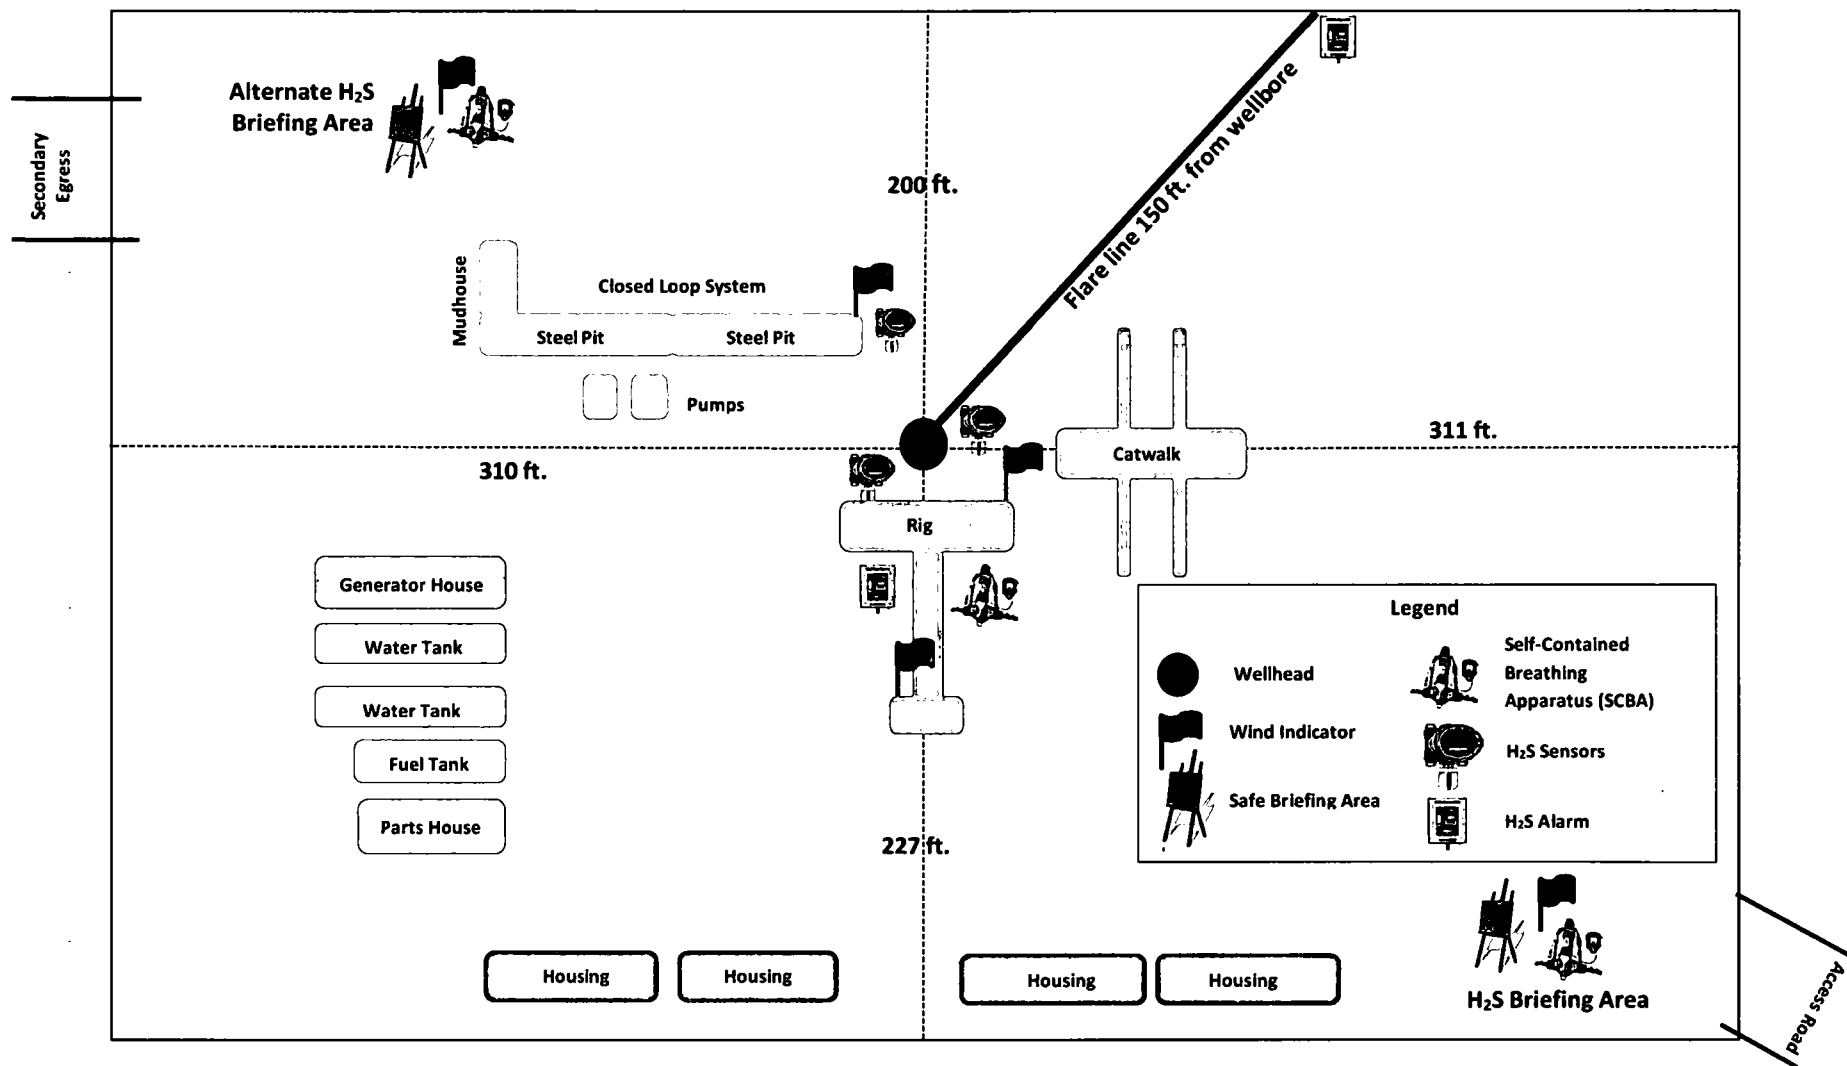 Alternate H₂S
Briefing Area
Secondary
Egress
200 ft.
Flare line 150 ft. from wellbore
Mudhouse
Closed Loop System
Steel Pit
Steel Pit
Pumps
311 ft.
Catwalk
310 ft.
Rig
Generator House
Water Tank
Water Tank
Fuel Tank
Parts House
227 ft.
Legend
Wellhead
Wind Indicator
Safe Briefing Area
Self-Contained
Breathing
Apparatus (SCBA)
H₂S Sensors
H₂S Alarm
Housing
Housing
Housing
Housing
H₂S Briefing Area
Access Road